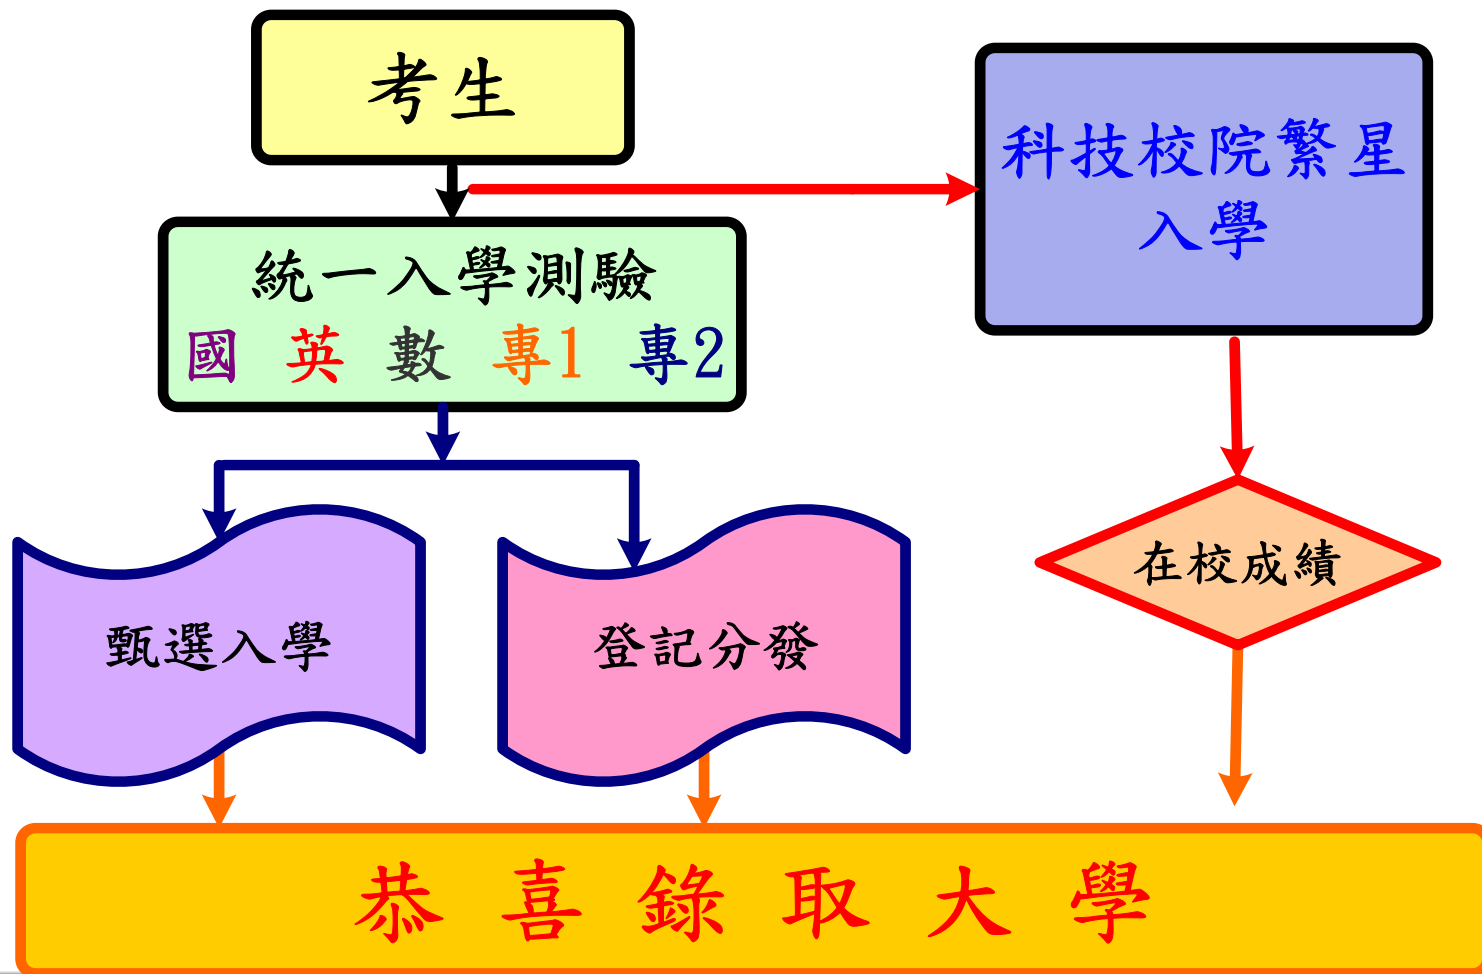 考生
科技校院繁星
入學
統一入學測驗
國 英 數 專1 專2
甄選入學
登記分發
在校成績
恭喜錄取大學